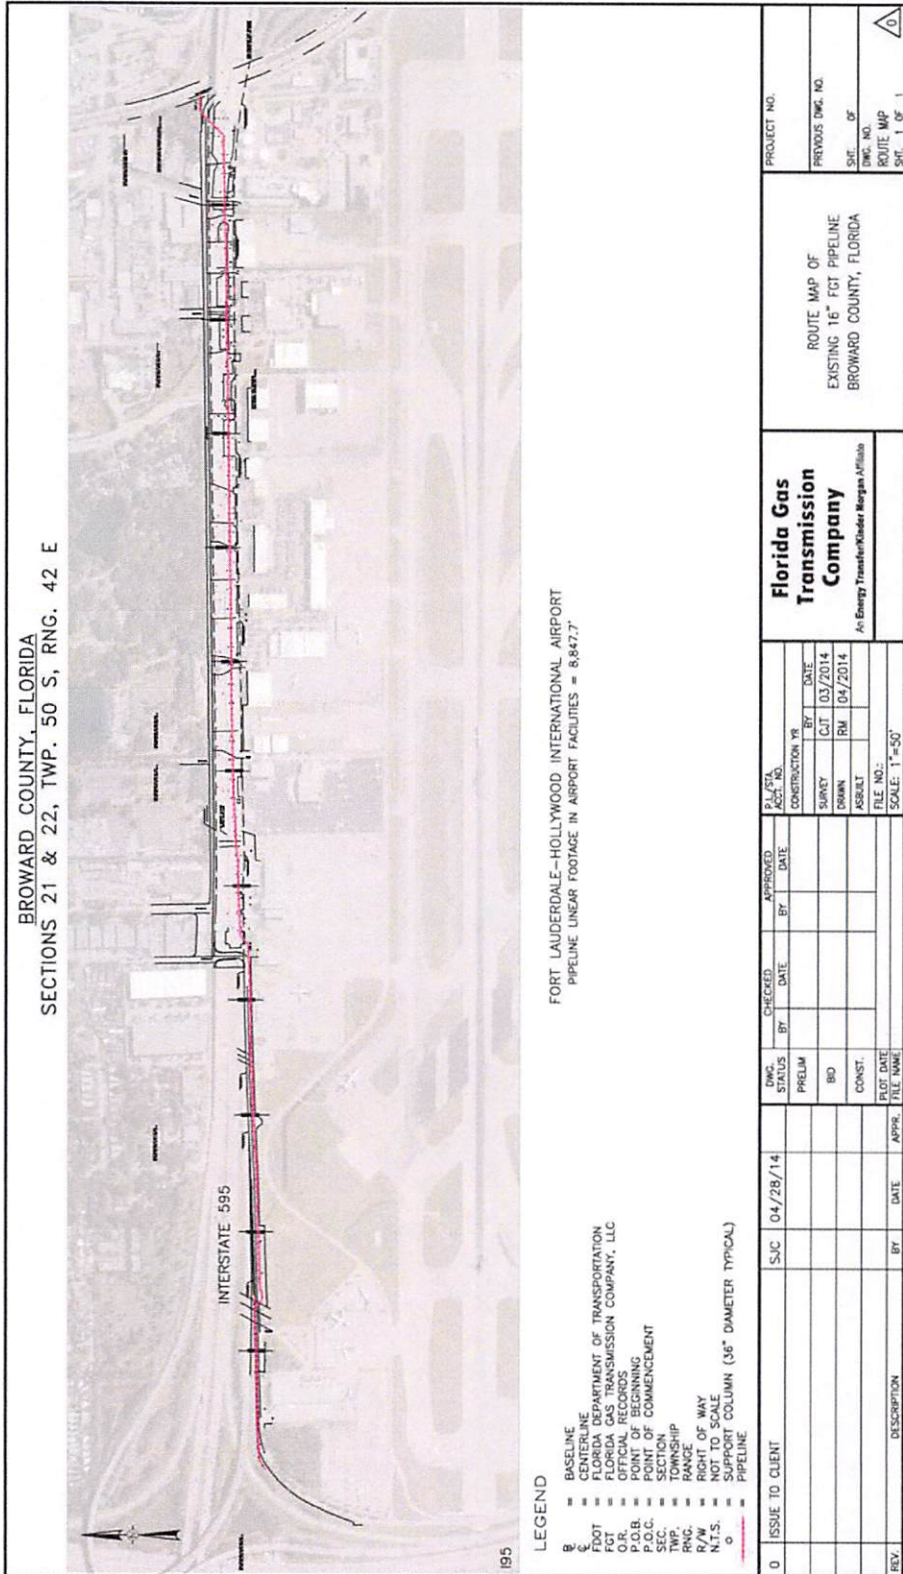 BROWARD COUNTY, FLORIDA
SECTIONS 21 & 22, TWP. 50 S, RNG. 42 E
INTERSTATE 595
I95
FORT LAUDERDALE-HOLLYWOOD INTERNATIONAL AIRPORT
PIPELINE LINEAR FOOTAGE IN AIRPORT FACILITIES = 8,847.7'
LEGEND
B = BASELINE
C = CENTERLINE
FDOT = FLORIDA DEPARTMENT OF TRANSPORTATION
FGT = FLORIDA GAS TRANSMISSION COMPANY, LLC
O.R. = OFFICIAL RECORDS
P.O.B. = POINT OF BEGINNING
P.O.C. = POINT OF COMMENCEMENT
SEC. = SECTION
TWP. = TOWNSHIP
RNG. = RANGE
R/W = RIGHT OF WAY
N.T.S. = NOT TO SCALE
o = SUPPORT COLUMN (36" DIAMETER TYPICAL)
= PIPELINE
0 ISSUE TO CLIENT SJC 04/28/14
REV. DESCRIPTION BY DATE APPR.
DWG. STATUS CHECKED APPROVED
BY DATE BY DATE
PRELIM
BID
CONST.
PLOT DATE
FILE NAME
P.L./STA.
ACCT. NO.
CONSTRUCTION YR
BY DATE
SURVEY CJT 03/2014
DRAWN RM 04/2014
ASBUILT
FILE NO.:
SCALE: 1"=50'
Florida Gas
Transmission
Company
An Energy Transfer/Kinder Morgan Affiliate
ROUTE MAP OF
EXISTING 16" FGT PIPELINE
BROWARD COUNTY, FLORIDA
PROJECT NO.
PREVIOUS DWG. NO.
SHT. OF
DWG. NO.
ROUTE MAP
SHT. 1 OF 1
0